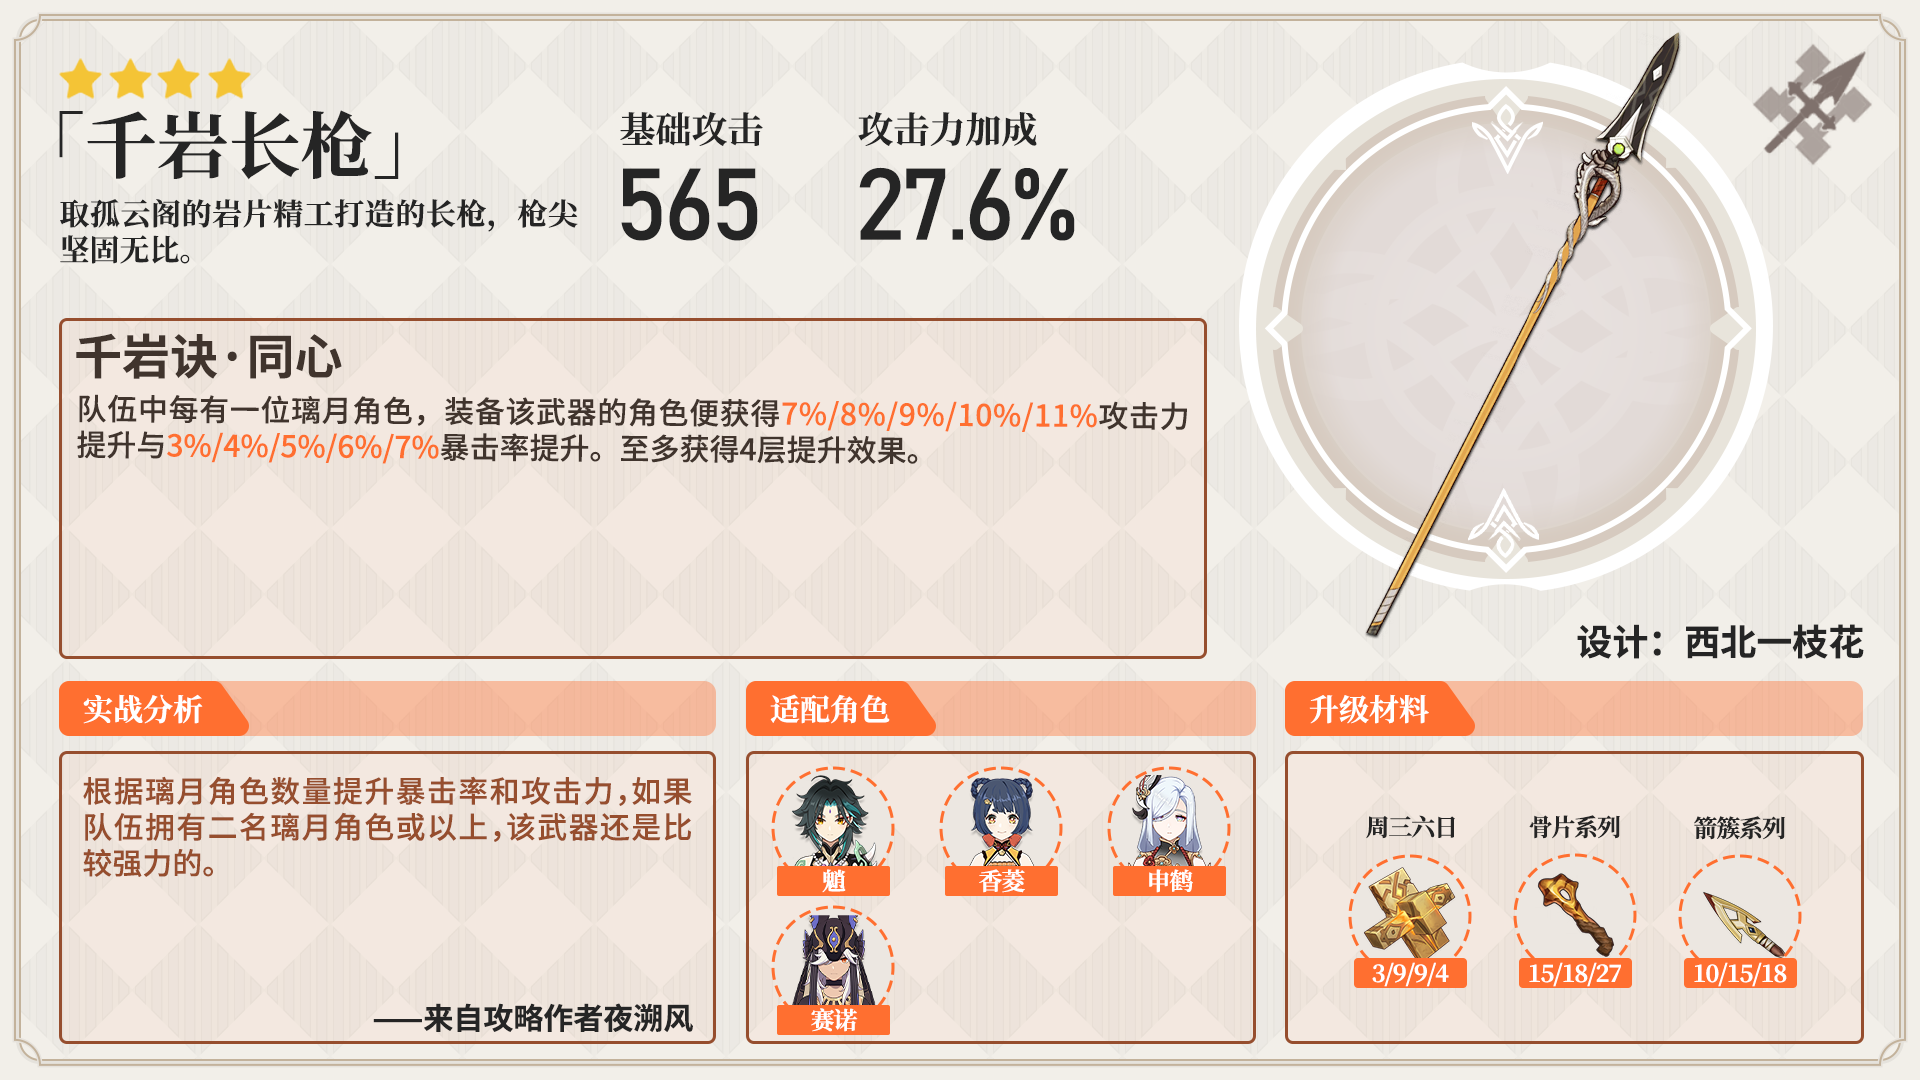 「千岩长枪」
取孤云阁的岩片精工打造的长枪，枪尖
坚固无比。
基础攻击
565
攻击力加成
27.6%
千岩诀·同心
队伍中每有一位璃月角色，装备该武器的角色便获得7%/8%/9%/10%/11%攻击力
提升与3%/4%/5%/6%/7%暴击率提升。至多获得4层提升效果。
设计：西北一枝花
实战分析
根据璃月角色数量提升暴击率和攻击力,如果
队伍拥有二名璃月角色或以上,该武器还是比
较强力的。
——来自攻略作者夜溯风
适配角色
魈
香菱
申鹤
赛诺
升级材料
周三六日
骨片系列
箭簇系列
3/9/9/4
15/18/27
10/15/18